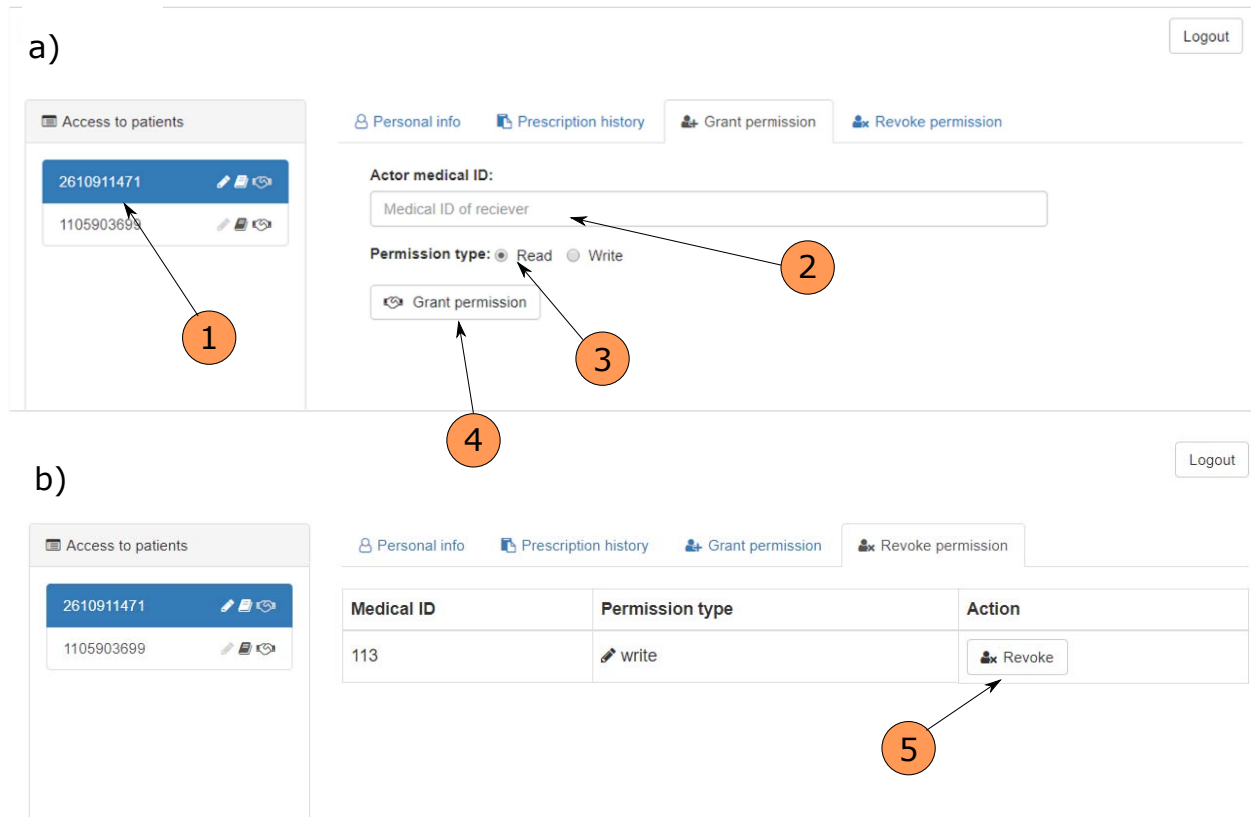 a)
Logout
Access to patients
Personal info Prescription history Grant permission Revoke permission
2610911471
1105903699
Actor medical ID:
Medical ID of reciever
Permission type: Read Write
Grant permission
1
2
3
4
b)
Logout
Access to patients
Personal info Prescription history Grant permission Revoke permission
2610911471
1105903699
Medical ID Permission type Action
113 write Revoke
5